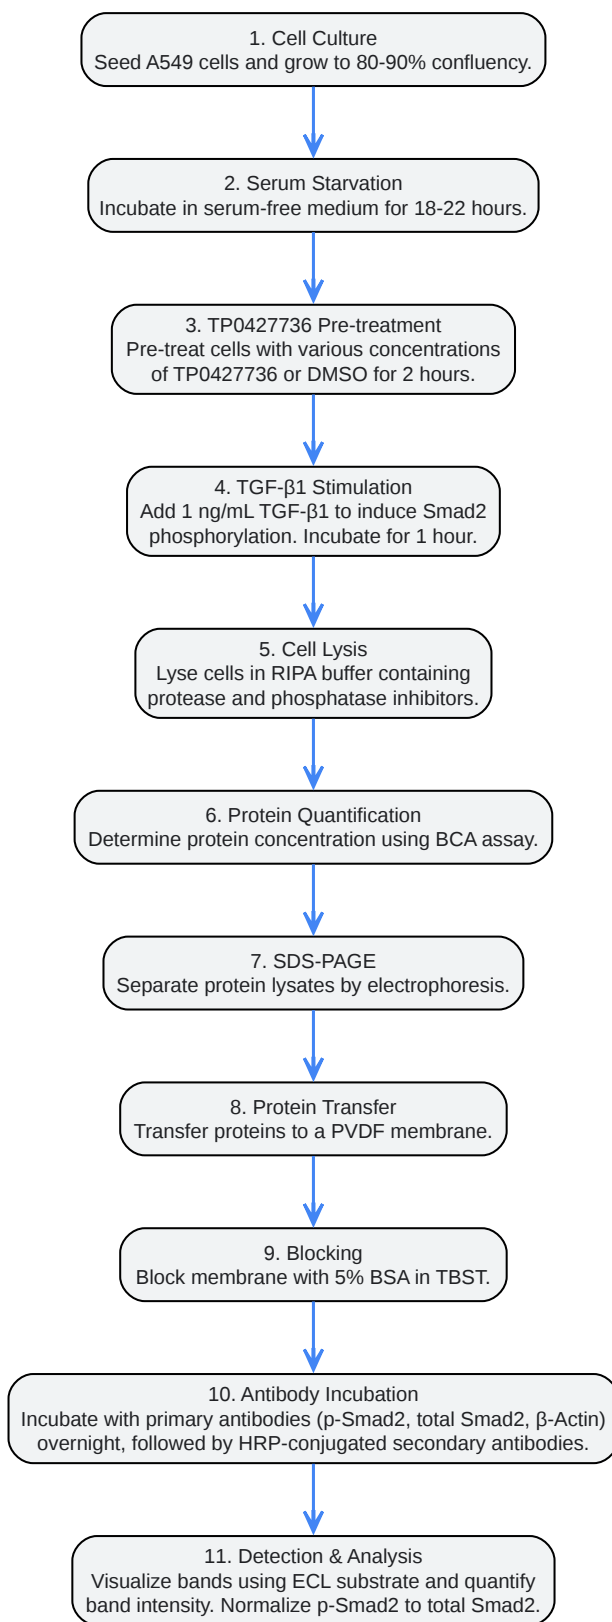 1. Cell Culture
Seed A549 cells and grow to 80-90% confluency.
2. Serum Starvation
Incubate in serum-free medium for 18-22 hours.
3. TP0427736 Pre-treatment
Pre-treat cells with various concentrations
of TP0427736 or DMSO for 2 hours.
4. TGF-β1 Stimulation
Add 1 ng/mL TGF-β1 to induce Smad2
phosphorylation. Incubate for 1 hour.
5. Cell Lysis
Lyse cells in RIPA buffer containing
protease and phosphatase inhibitors.
6. Protein Quantification
Determine protein concentration using BCA assay.
7. SDS-PAGE
Separate protein lysates by electrophoresis.
8. Protein Transfer
Transfer proteins to a PVDF membrane.
9. Blocking
Block membrane with 5% BSA in TBST.
10. Antibody Incubation
Incubate with primary antibodies (p-Smad2, total Smad2, β-Actin)
overnight, followed by HRP-conjugated secondary antibodies.
11. Detection & Analysis
Visualize bands using ECL substrate and quantify
band intensity. Normalize p-Smad2 to total Smad2.